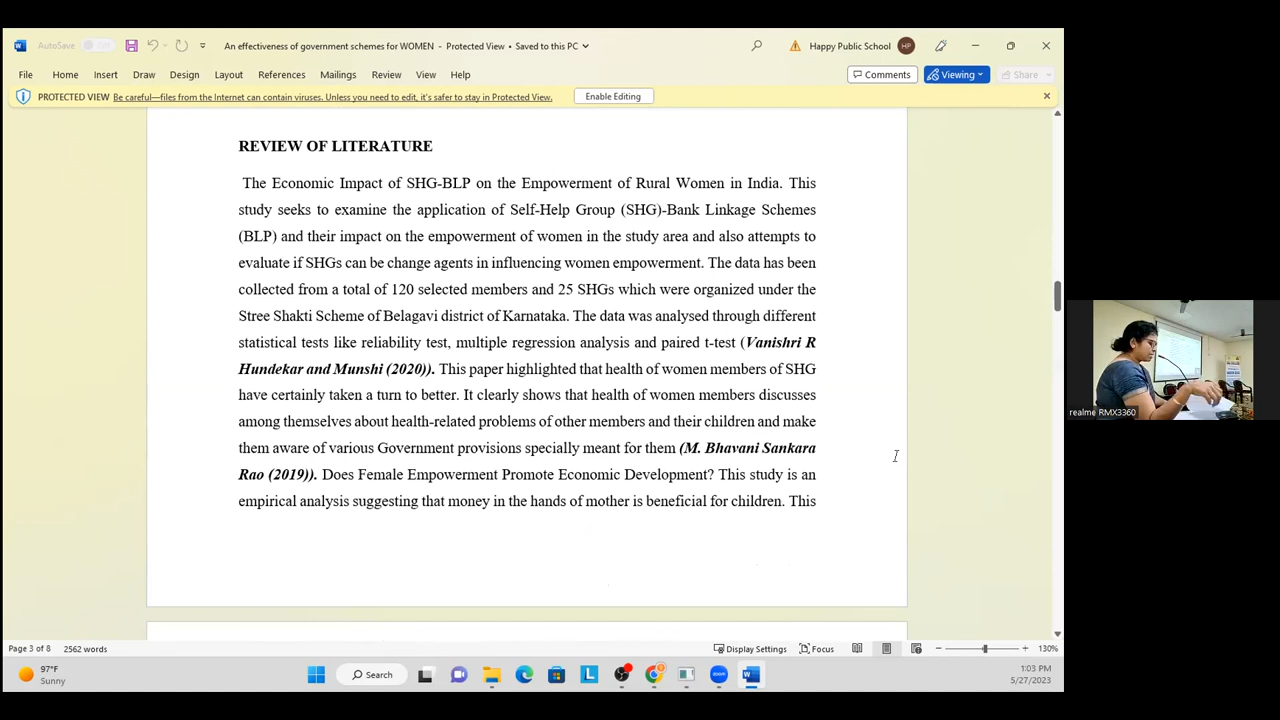 AutoSave Off
An effectiveness of government schemes for WOMEN - Protected View • Saved to this PC
Happy Public School HP
File Home Insert Draw Design Layout References Mailings Review View Help
Comments Viewing Share
PROTECTED VIEW Be careful—files from the Internet can contain viruses. Unless you need to edit, it's safer to stay in Protected View. Enable Editing
REVIEW OF LITERATURE
The Economic Impact of SHG-BLP on the Empowerment of Rural Women in India. This
study seeks to examine the application of Self-Help Group (SHG)-Bank Linkage Schemes
(BLP) and their impact on the empowerment of women in the study area and also attempts to
evaluate if SHGs can be change agents in influencing women empowerment. The data has been
collected from a total of 120 selected members and 25 SHGs which were organized under the
Stree Shakti Scheme of Belagavi district of Karnataka. The data was analysed through different
statistical tests like reliability test, multiple regression analysis and paired t-test (Vanishri R
Hundekar and Munshi (2020)). This paper highlighted that health of women members of SHG
have certainly taken a turn to better. It clearly shows that health of women members discusses
among themselves about health-related problems of other members and their children and make
them aware of various Government provisions specially meant for them (M. Bhavani Sankara
Rao (2019)). Does Female Empowerment Promote Economic Development? This study is an
empirical analysis suggesting that money in the hands of mother is beneficial for children. This
realme RMX3360
Page 3 of 8 2562 words
Display Settings Focus 130%
97°F
Sunny
Search
zoom
1:03 PM
5/27/2023